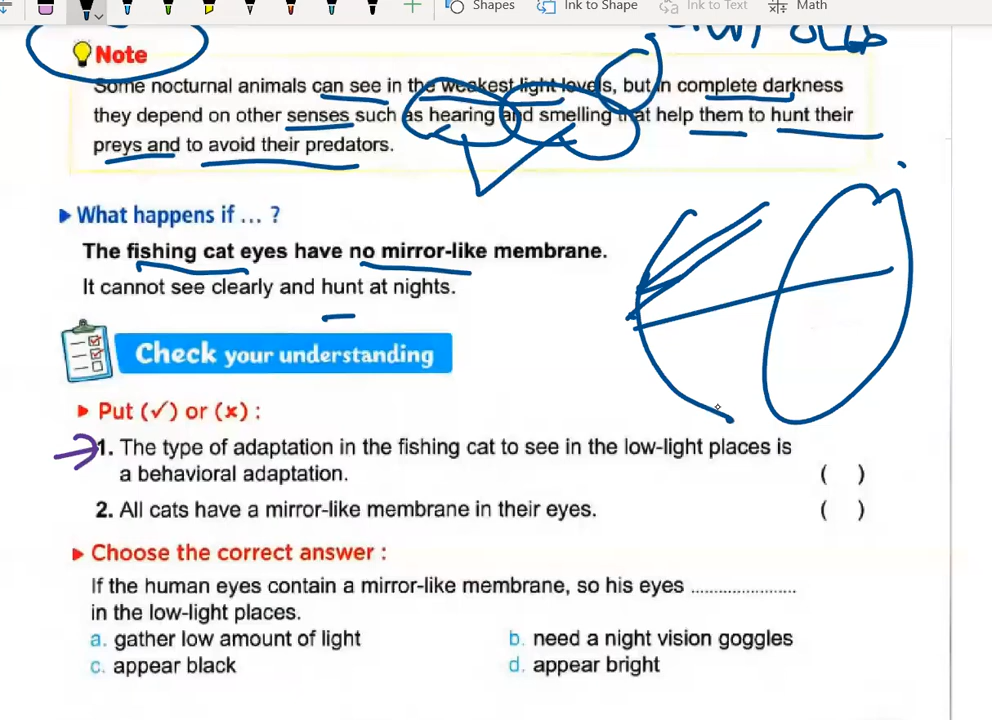 Shapes
Ink to Shape
Ink to Text
Math
Note
Some nocturnal animals can see in the weakest light levels, but in complete darkness
they depend on other senses such as hearing and smelling that help them to hunt their
preys and to avoid their predators.
What happens if ... ?
The fishing cat eyes have no mirror-like membrane.
It cannot see clearly and hunt at nights.
Check your understanding
Put (✓) or (✗) :
1. The type of adaptation in the fishing cat to see in the low-light places is
a behavioral adaptation. ( )
2. All cats have a mirror-like membrane in their eyes. ( )
Choose the correct answer :
If the human eyes contain a mirror-like membrane, so his eyes ........................
in the low-light places.
a. gather low amount of light
b. need a night vision goggles
c. appear black
d. appear bright